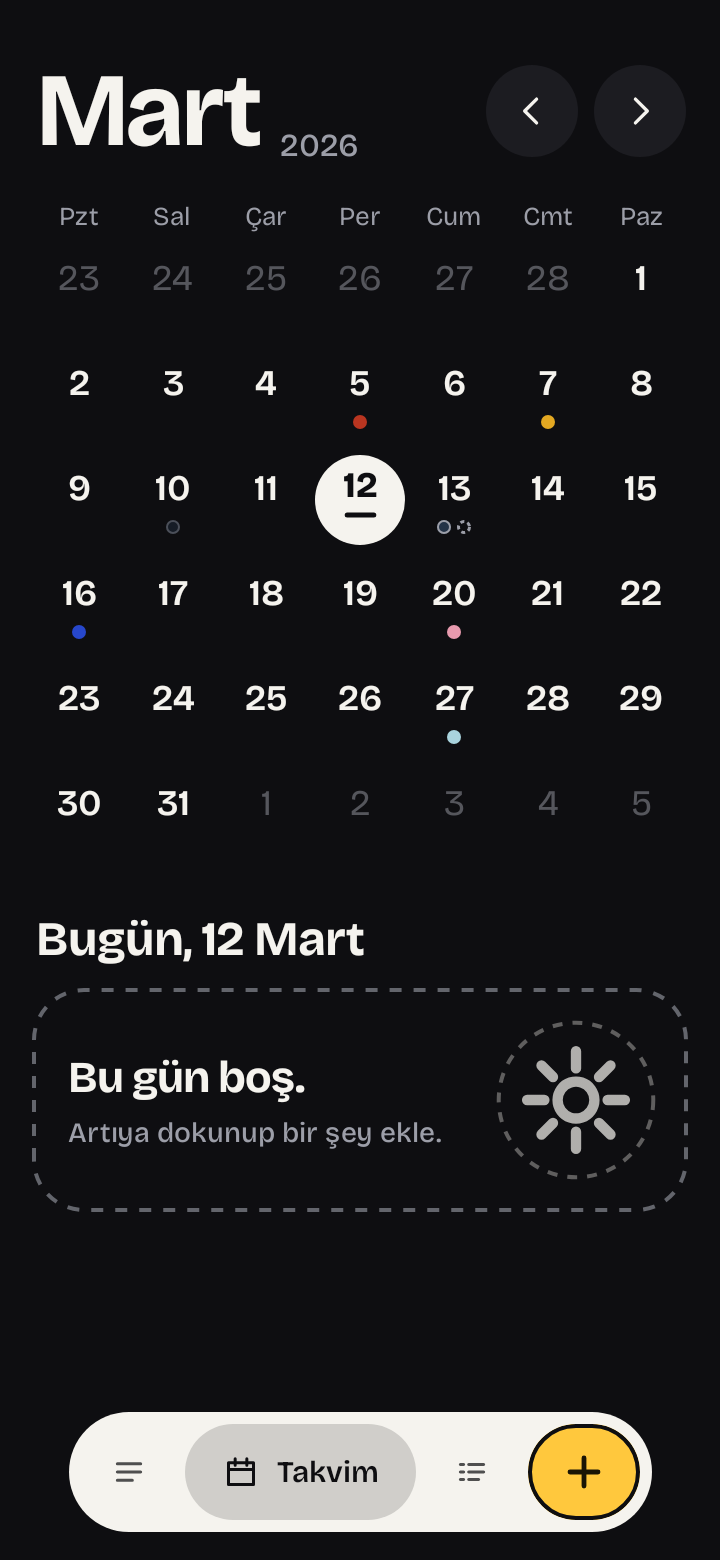 Mart 2026
Pzt Sal Çar Per Cum Cmt Paz
23 24 25 26 27 28 1
2 3 4 5 6 7 8
9 10 11 12 13 14 15
16 17 18 19 20 21 22
23 24 25 26 27 28 29
30 31 1 2 3 4 5
Bugün, 12 Mart
Bu gün boş.
Artıya dokunup bir şey ekle.
Takvim